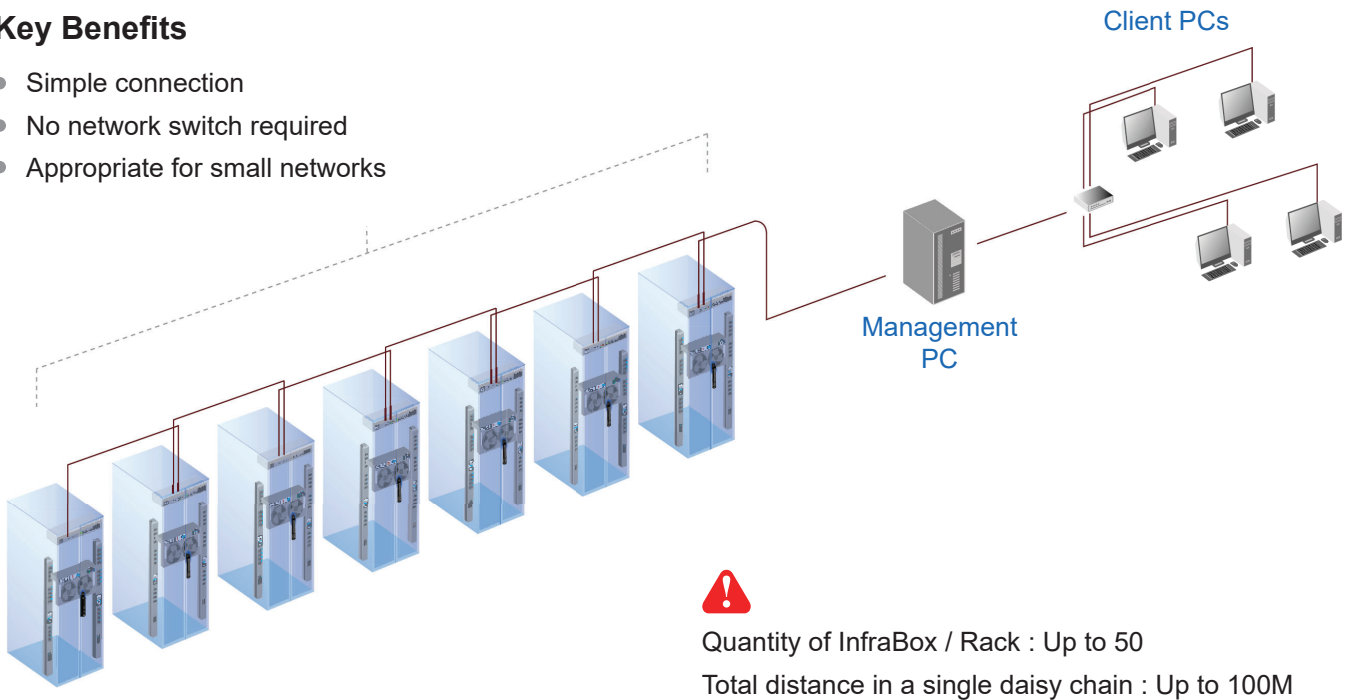 Key Benefits
Simple connection
No network switch required
Appropriate for small networks
Client PCs
Management
PC
Quantity of InfraBox / Rack : Up to 50
Total distance in a single daisy chain : Up to 100M